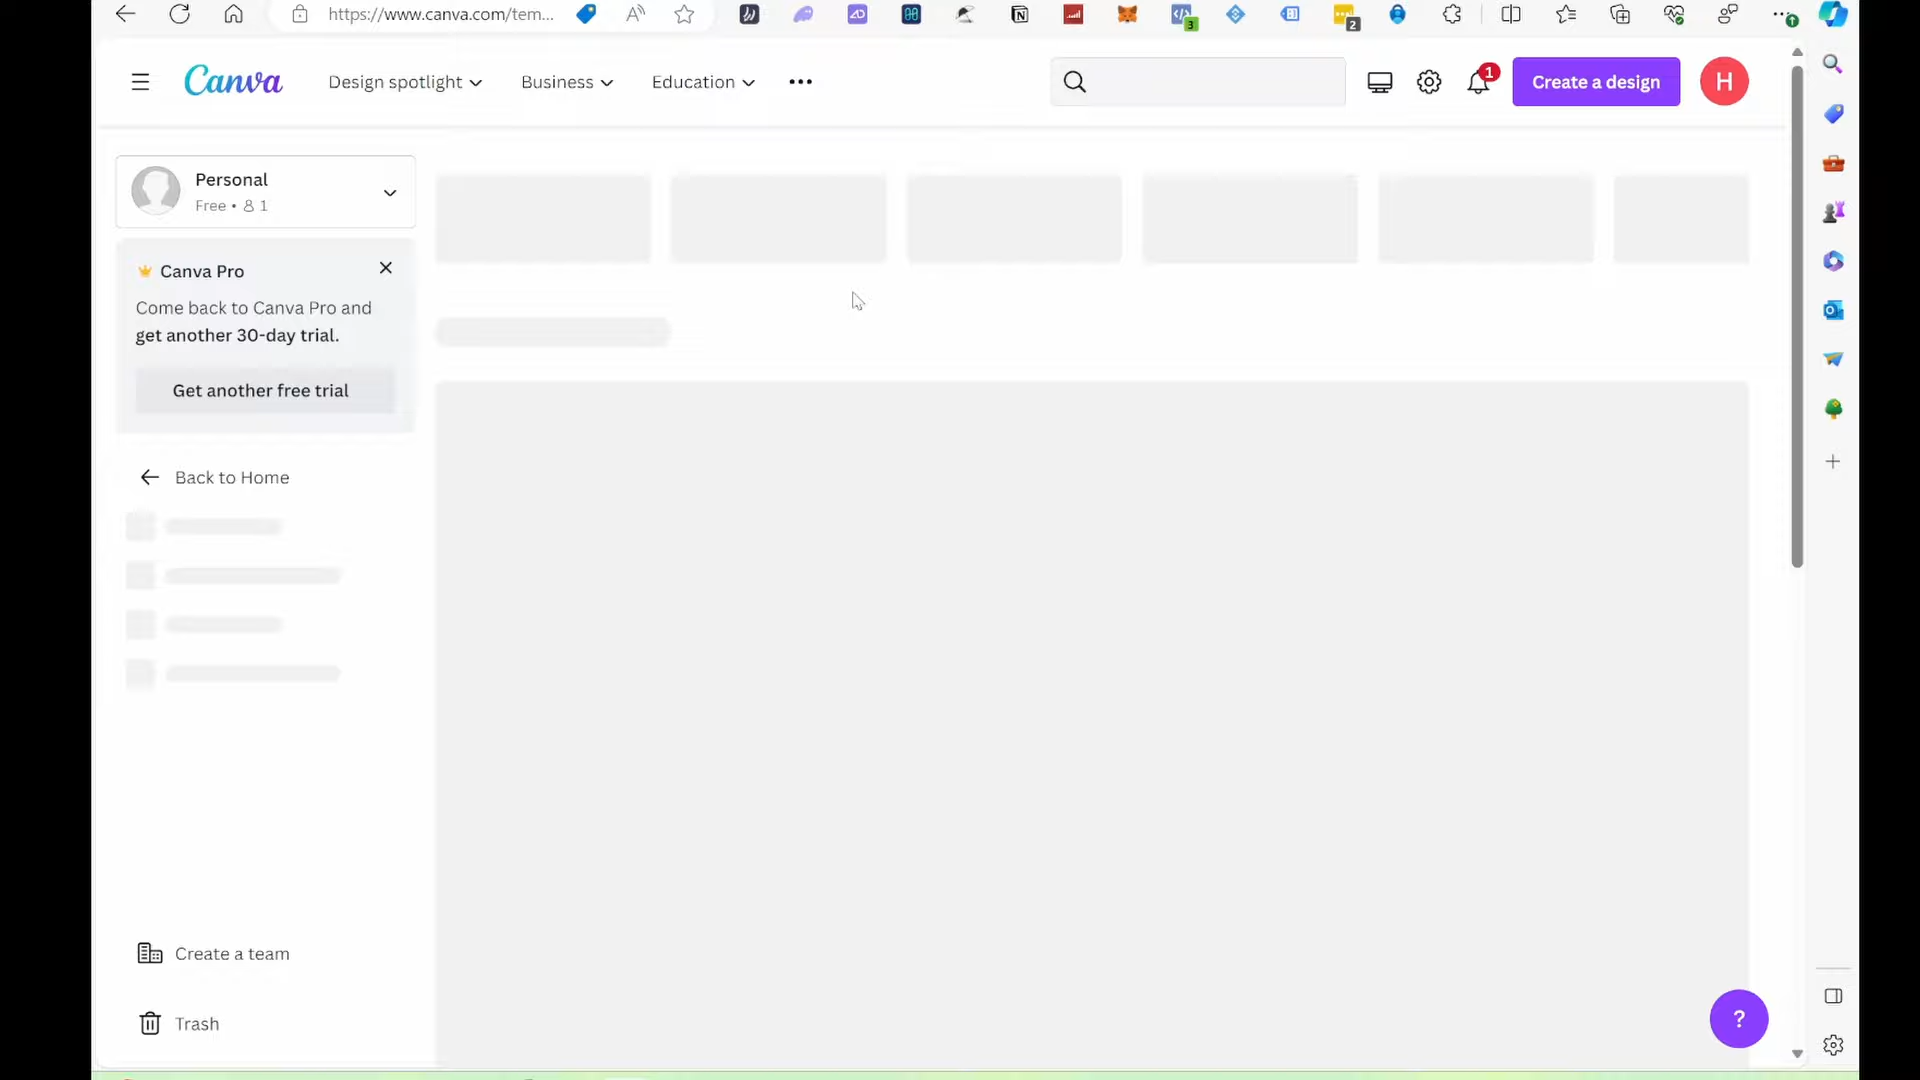 https://www.canva.com/tem...
3
2
Canva
Design spotlight
Business
Education
1
Create a design
H
Personal
Free • 1
Canva Pro
Come back to Canva Pro and
get another 30-day trial.
Get another free trial
Back to Home
Create a team
Trash
?